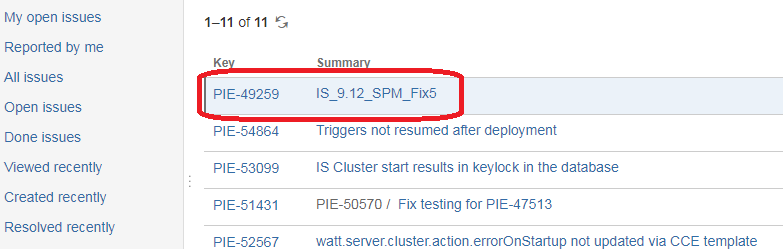 My open issues
Reported by me
All issues
Open issues
Done issues
Viewed recently
Created recently
Resolved recently
1–11 of 11
Key Summary
PIE-49259 IS_9.12_SPM_Fix5
PIE-54864 Triggers not resumed after deployment
PIE-53099 IS Cluster start results in keylock in the database
PIE-51431 PIE-50570 / Fix testing for PIE-47513
PIE-52567 watt.server.cluster.action.errorOnStartup not updated via CCE template